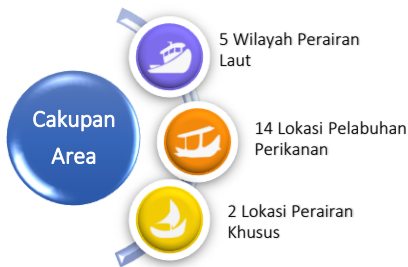 Cakupan
Area
5 Wilayah Perairan
Laut
14 Lokasi Pelabuhan
Perikanan
2 Lokasi Perairan
Khusus